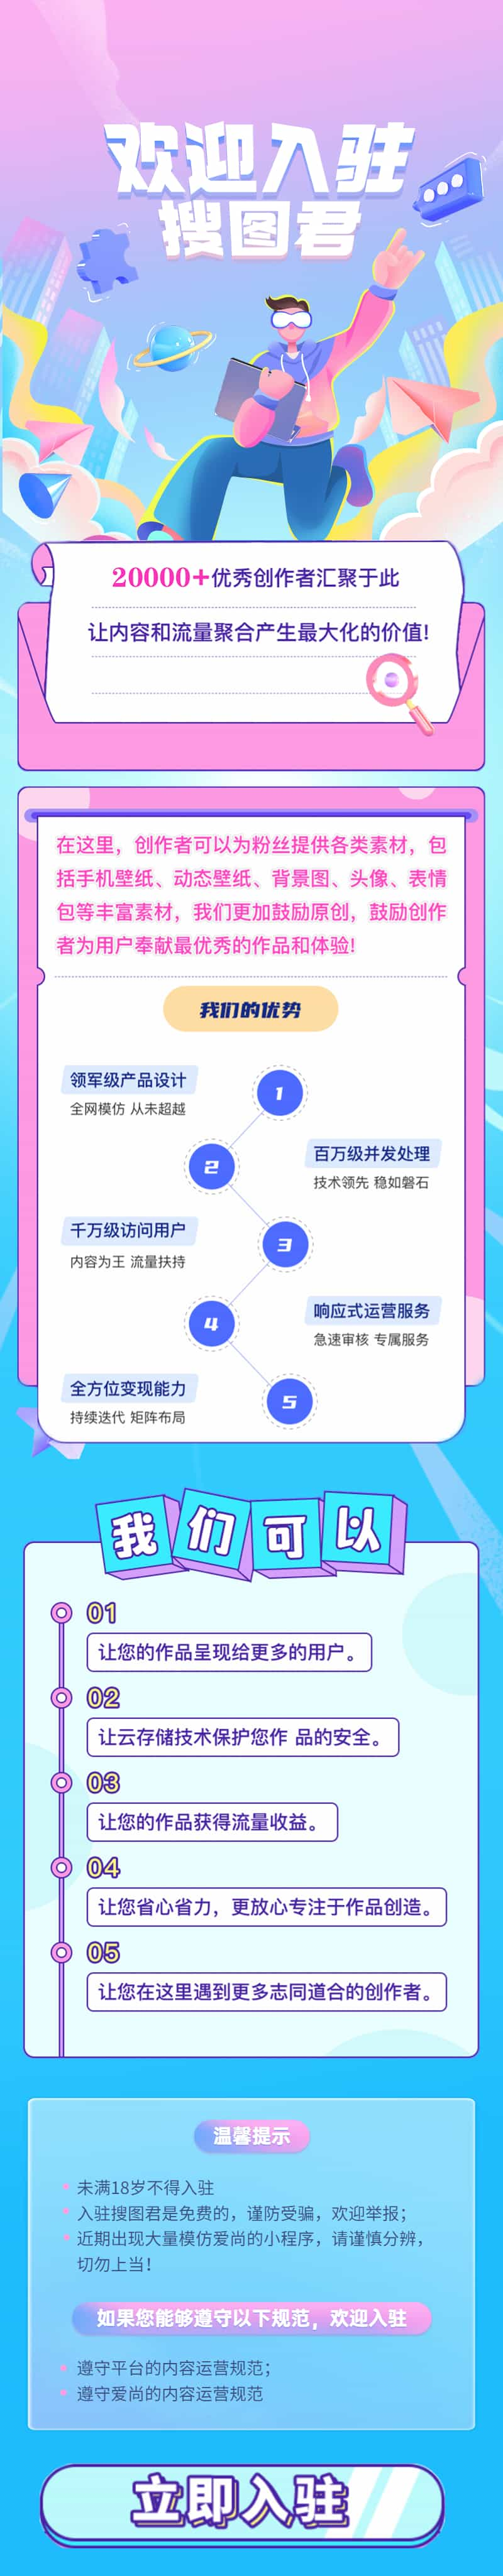 欢迎入驻
搜图君
20000+优秀创作者汇聚于此
让内容和流量聚合产生最大化的价值!
在这里，创作者可以为粉丝提供各类素材，包
括手机壁纸、动态壁纸、背景图、头像、表情
包等丰富素材，我们更加鼓励原创，鼓励创作
者为用户奉献最优秀的作品和体验!
我们的优势
领军级产品设计
全网模仿 从未超越
1
百万级并发处理
技术领先 稳如磐石
2
千万级访问用户
内容为王 流量扶持
3
响应式运营服务
急速审核 专属服务
4
全方位变现能力
持续迭代 矩阵布局
5
我们可以
01
让您的作品呈现给更多的用户。
02
让云存储技术保护您作 品的安全。
03
让您的作品获得流量收益。
04
让您省心省力，更放心专注于作品创造。
05
让您在这里遇到更多志同道合的创作者。
温馨提示
未满18岁不得入驻
入驻搜图君是免费的，谨防受骗，欢迎举报；
近期出现大量模仿爱尚的小程序，请谨慎分辨，
切勿上当！
如果您能够遵守以下规范，欢迎入驻
遵守平台的内容运营规范；
遵守爱尚的内容运营规范
立即入驻